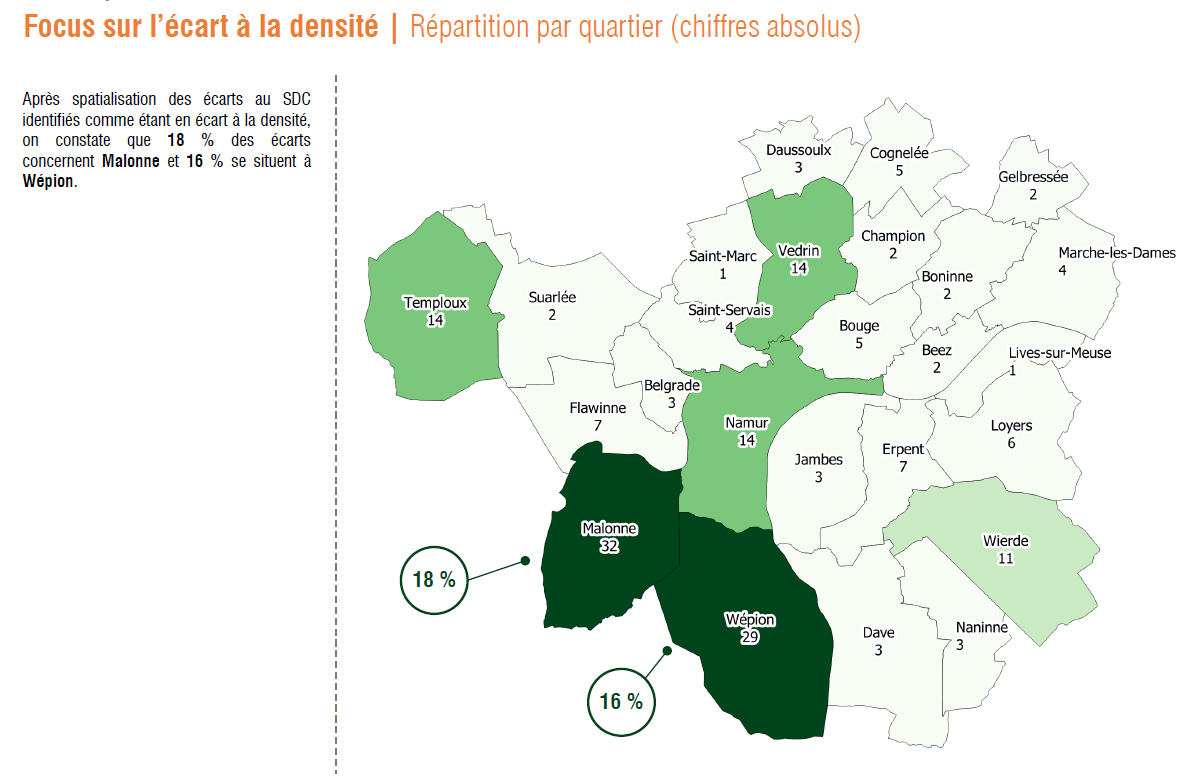 Focus sur l’écart à la densité | Répartition par quartier (chiffres absolus)
Après spatialisation des écarts au SDC
identifiés comme étant en écart à la densité,
on constate que 18 % des écarts
concernent Malonne et 16 % se situent à
Wépion.
Daussoulx
3
Cognelée
5
Gelbressée
2
Champion
2
Marche-les-Dames
4
Saint-Marc
1
Vedrin
14
Boninne
2
Temploux
14
Suarlée
2
Saint-Servais
4
Bouge
5
Beez
2
Lives-sur-Meuse
1
Belgrade
3
Flawinne
7
Namur
14
Loyers
6
Jambes
3
Erpent
7
Malonne
32
Wierde
11
18 %
Wépion
29
Dave
3
Naninne
3
16 %